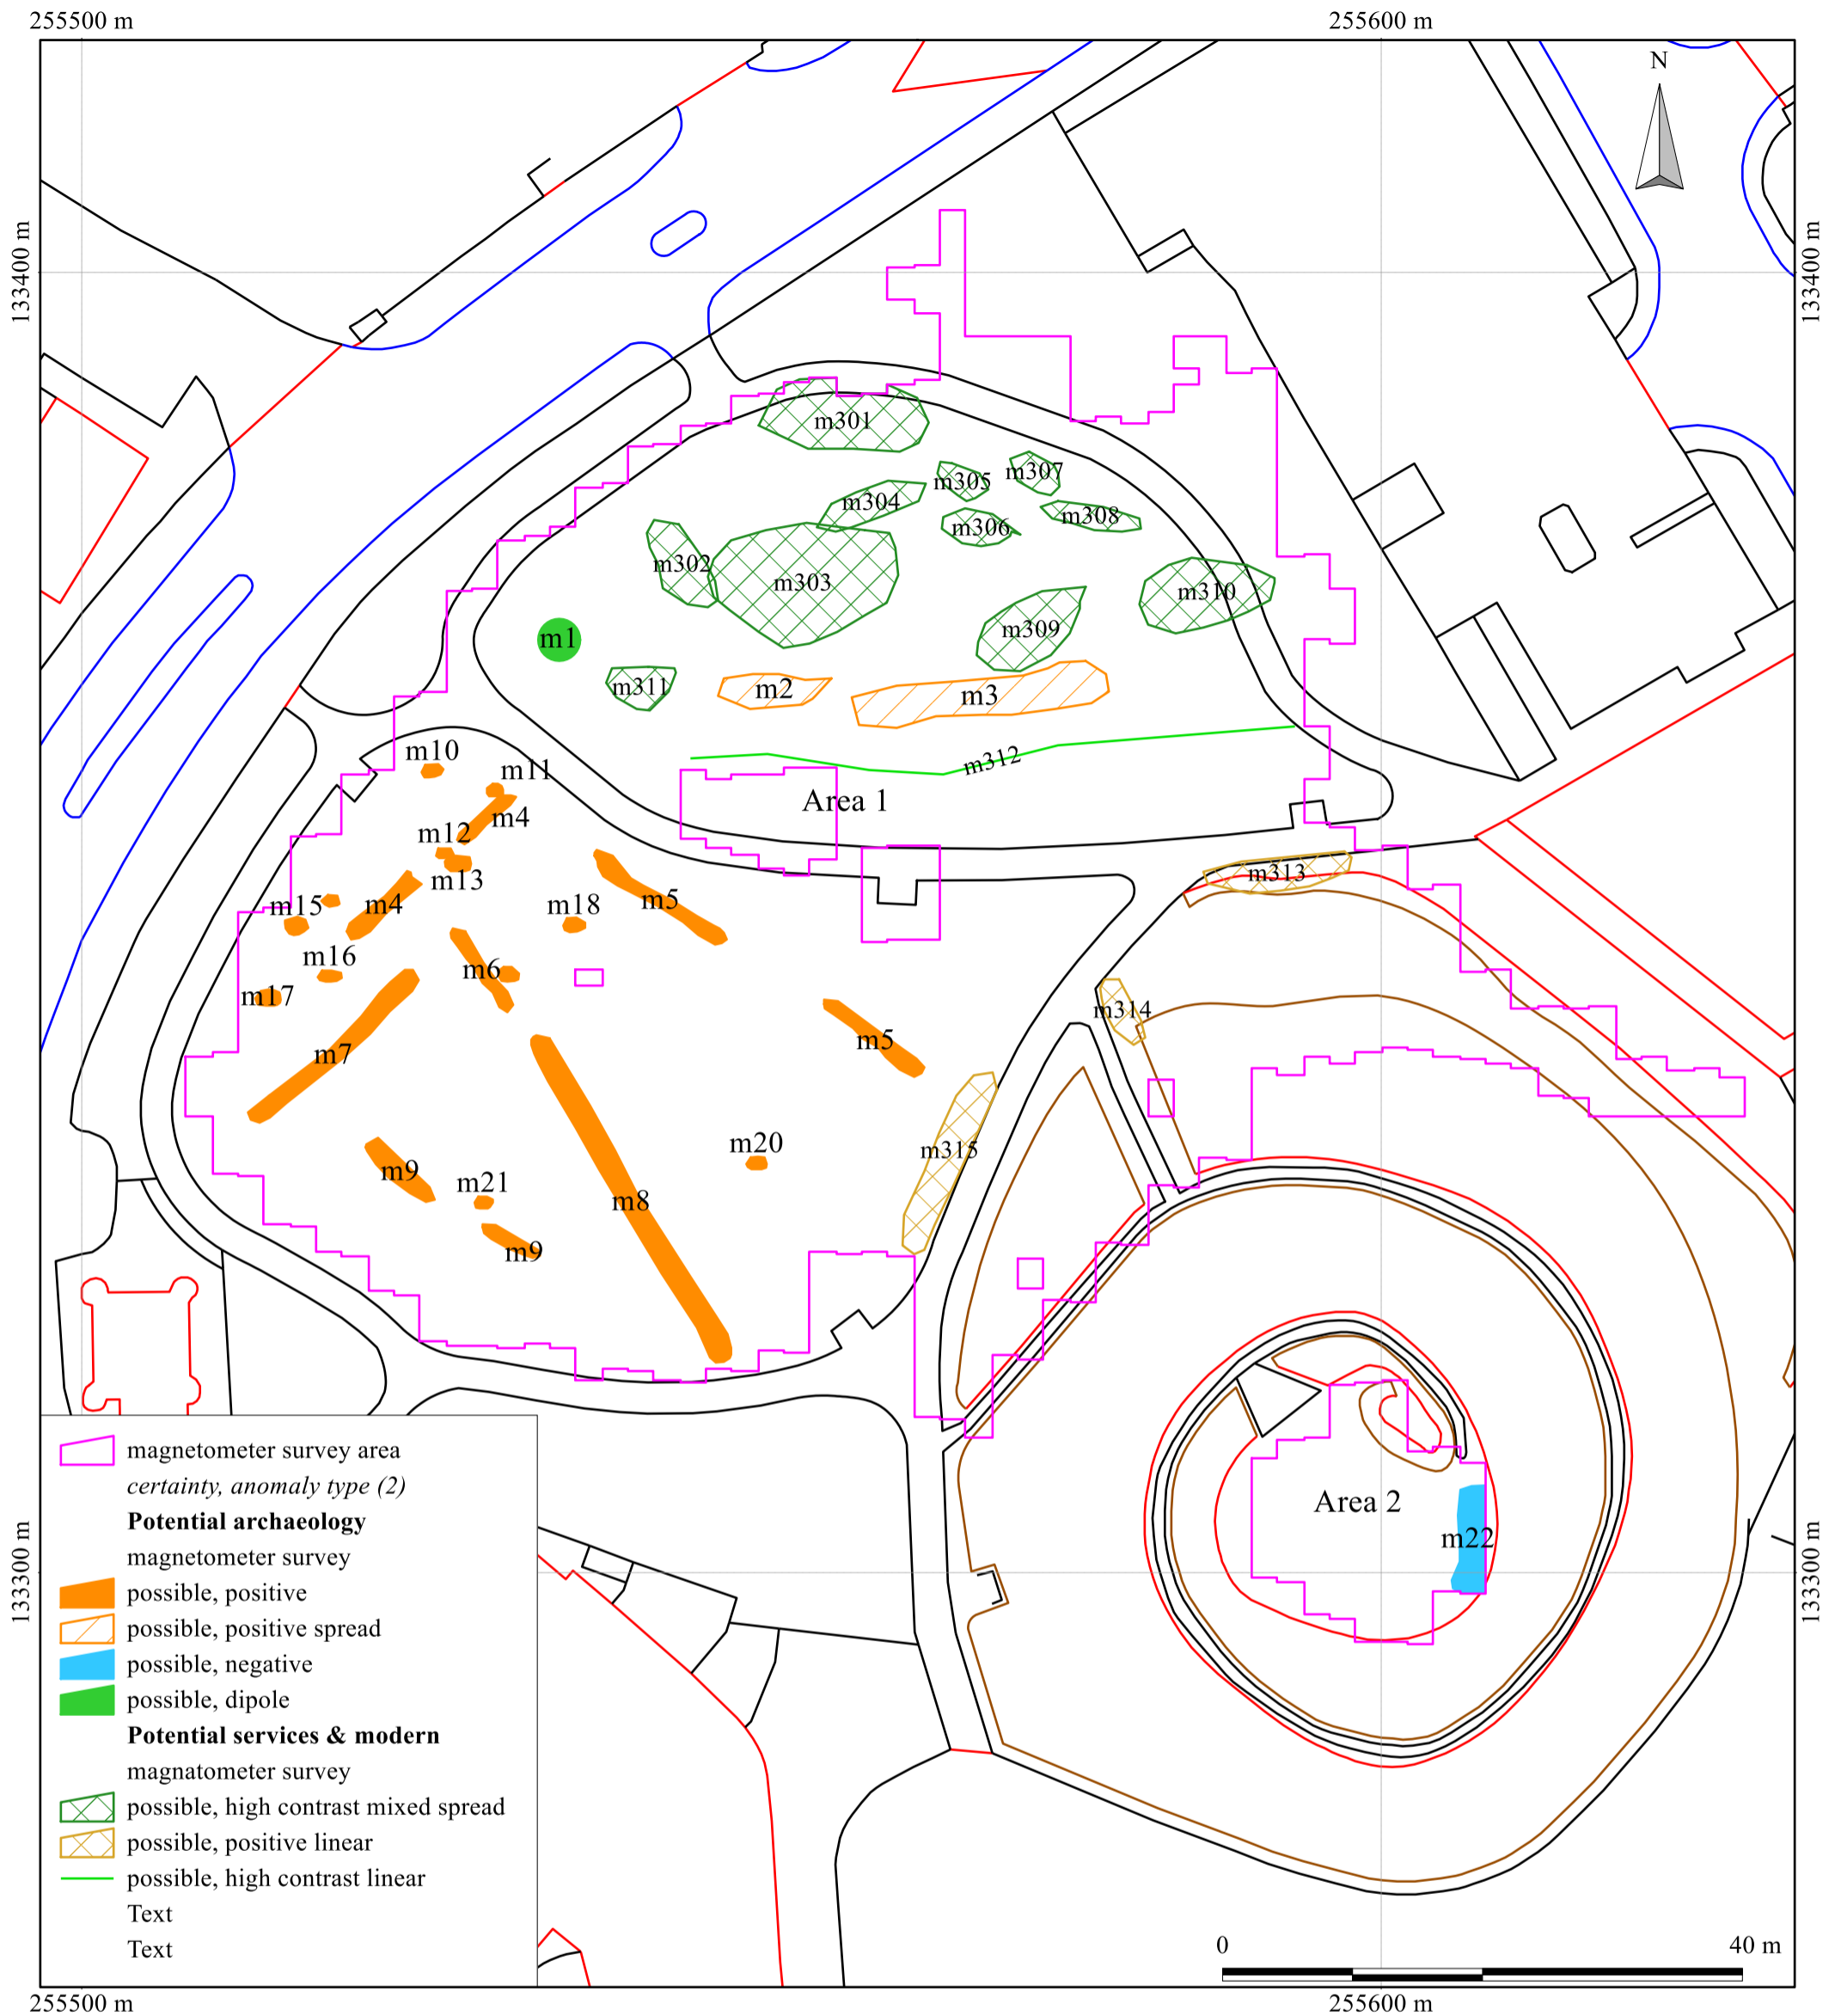 255500 m
255600 m
N
133400 m
133400 m
m301
m305
m307
m304
m306
m308
m302
m303
m310
m309
m1
m311
m2
m3
m312
m10
m11
Area 1
m4
m12
m13
m313
m15
m4
m18
m5
m16
m6
m17
m314
m5
m7
m20
m315
m9
m21
m8
m9
magnetometer survey area
certainty, anomaly type (2)
Potential archaeology
magnetometer survey
possible, positive
possible, positive spread
possible, negative
possible, dipole
Potential services & modern
magnatometer survey
possible, high contrast mixed spread
possible, positive linear
possible, high contrast linear
Text
Text
Area 2
m22
133300 m
133300 m
0
40 m
255500 m
255600 m